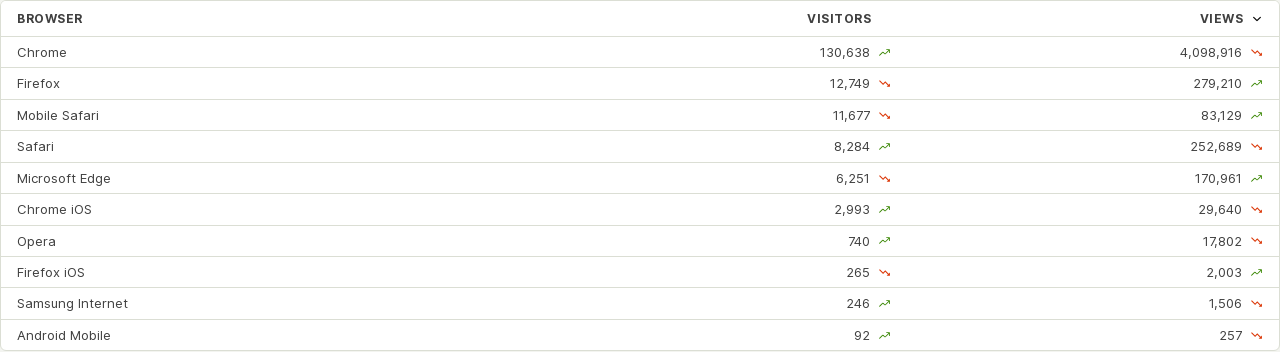 BROWSER VISITORS VIEWS
Chrome 130,638 4,098,916
Firefox 12,749 279,210
Mobile Safari 11,677 83,129
Safari 8,284 252,689
Microsoft Edge 6,251 170,961
Chrome iOS 2,993 29,640
Opera 740 17,802
Firefox iOS 265 2,003
Samsung Internet 246 1,506
Android Mobile 92 257